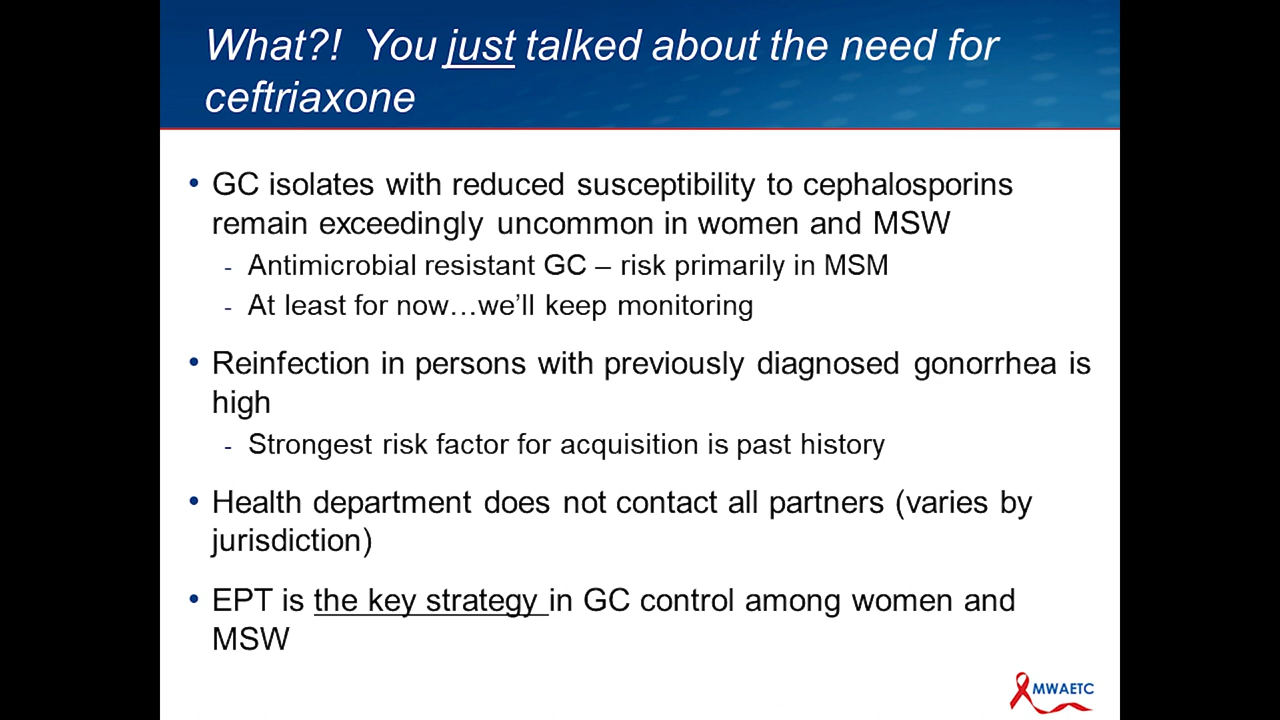 What?! You just talked about the need for
ceftriaxone
• GC isolates with reduced susceptibility to cephalosporins
remain exceedingly uncommon in women and MSW
- Antimicrobial resistant GC – risk primarily in MSM
- At least for now…we’ll keep monitoring
• Reinfection in persons with previously diagnosed gonorrhea is
high
- Strongest risk factor for acquisition is past history
• Health department does not contact all partners (varies by
jurisdiction)
• EPT is the key strategy in GC control among women and
MSW
MWAETC